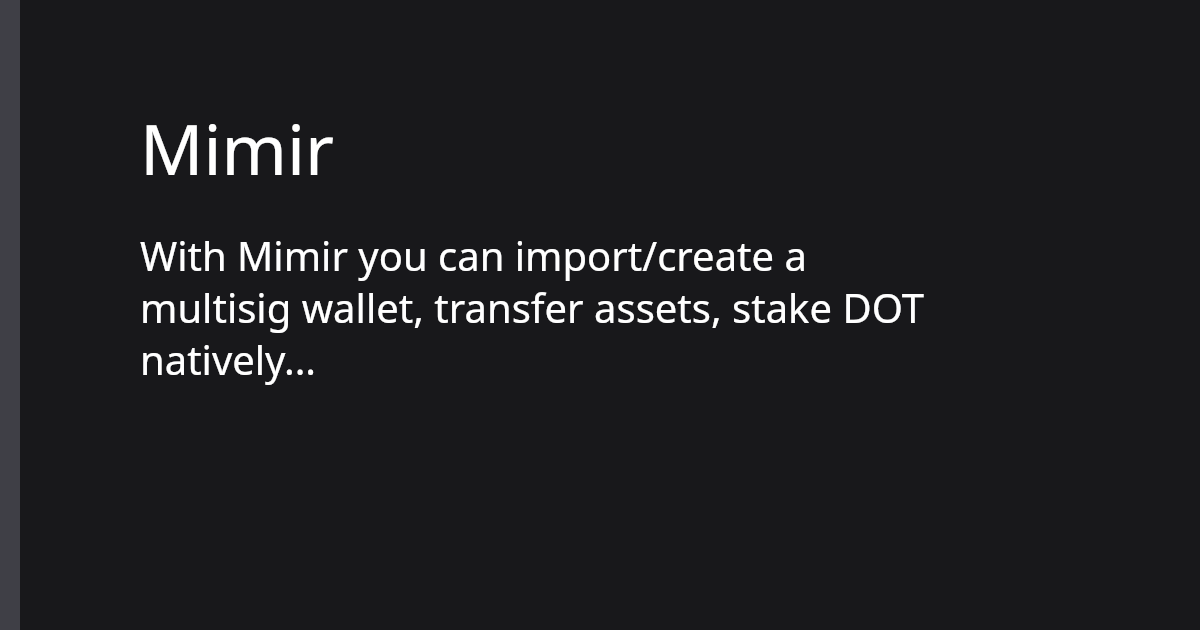 Mimir
With Mimir you can import/create a
multisig wallet, transfer assets, stake DOT
natively...